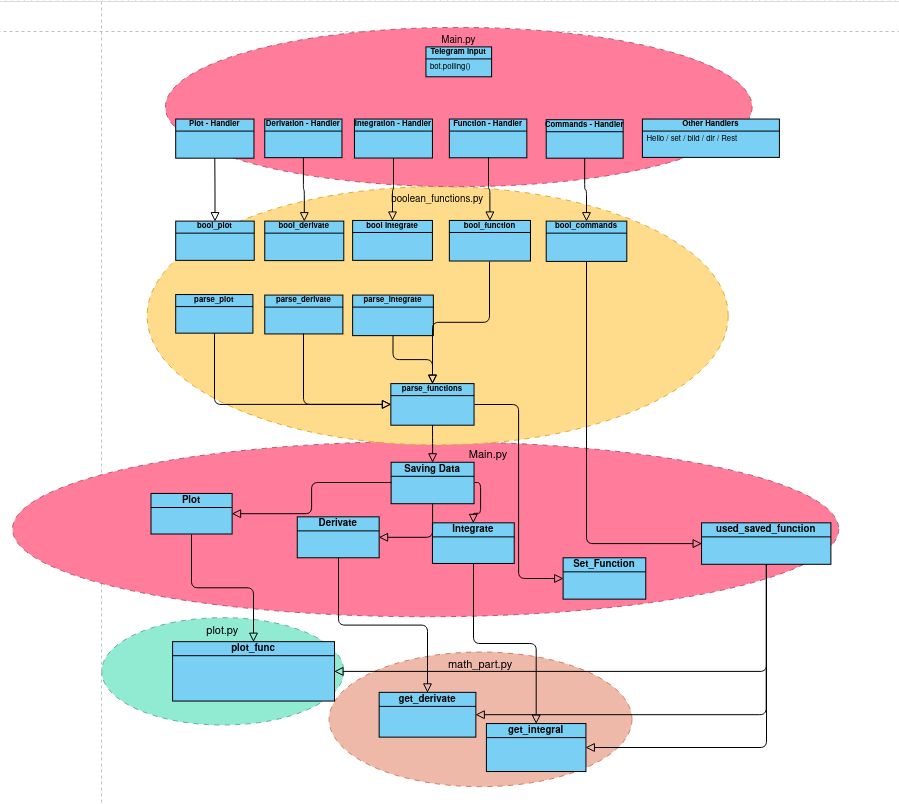 Main.py
Telegram Input
bot.polling()
Plot - Handler
Derivation - Handler
Integration - Handler
Function - Handler
Commands - Handler
Other Handlers
Hello / set / bild / dir / Rest
boolean_functions.py
bool_plot
bool_derivate
bool Integrate
bool_function
bool_commands
parse_plot
parse_derivate
parse_Integrate
parse_functions
Main.py
Saving Data
Plot
Derivate
Integrate
used_saved_function
Set_Function
plot.py
plot_func
math_part.py
get_derivate
get_integral